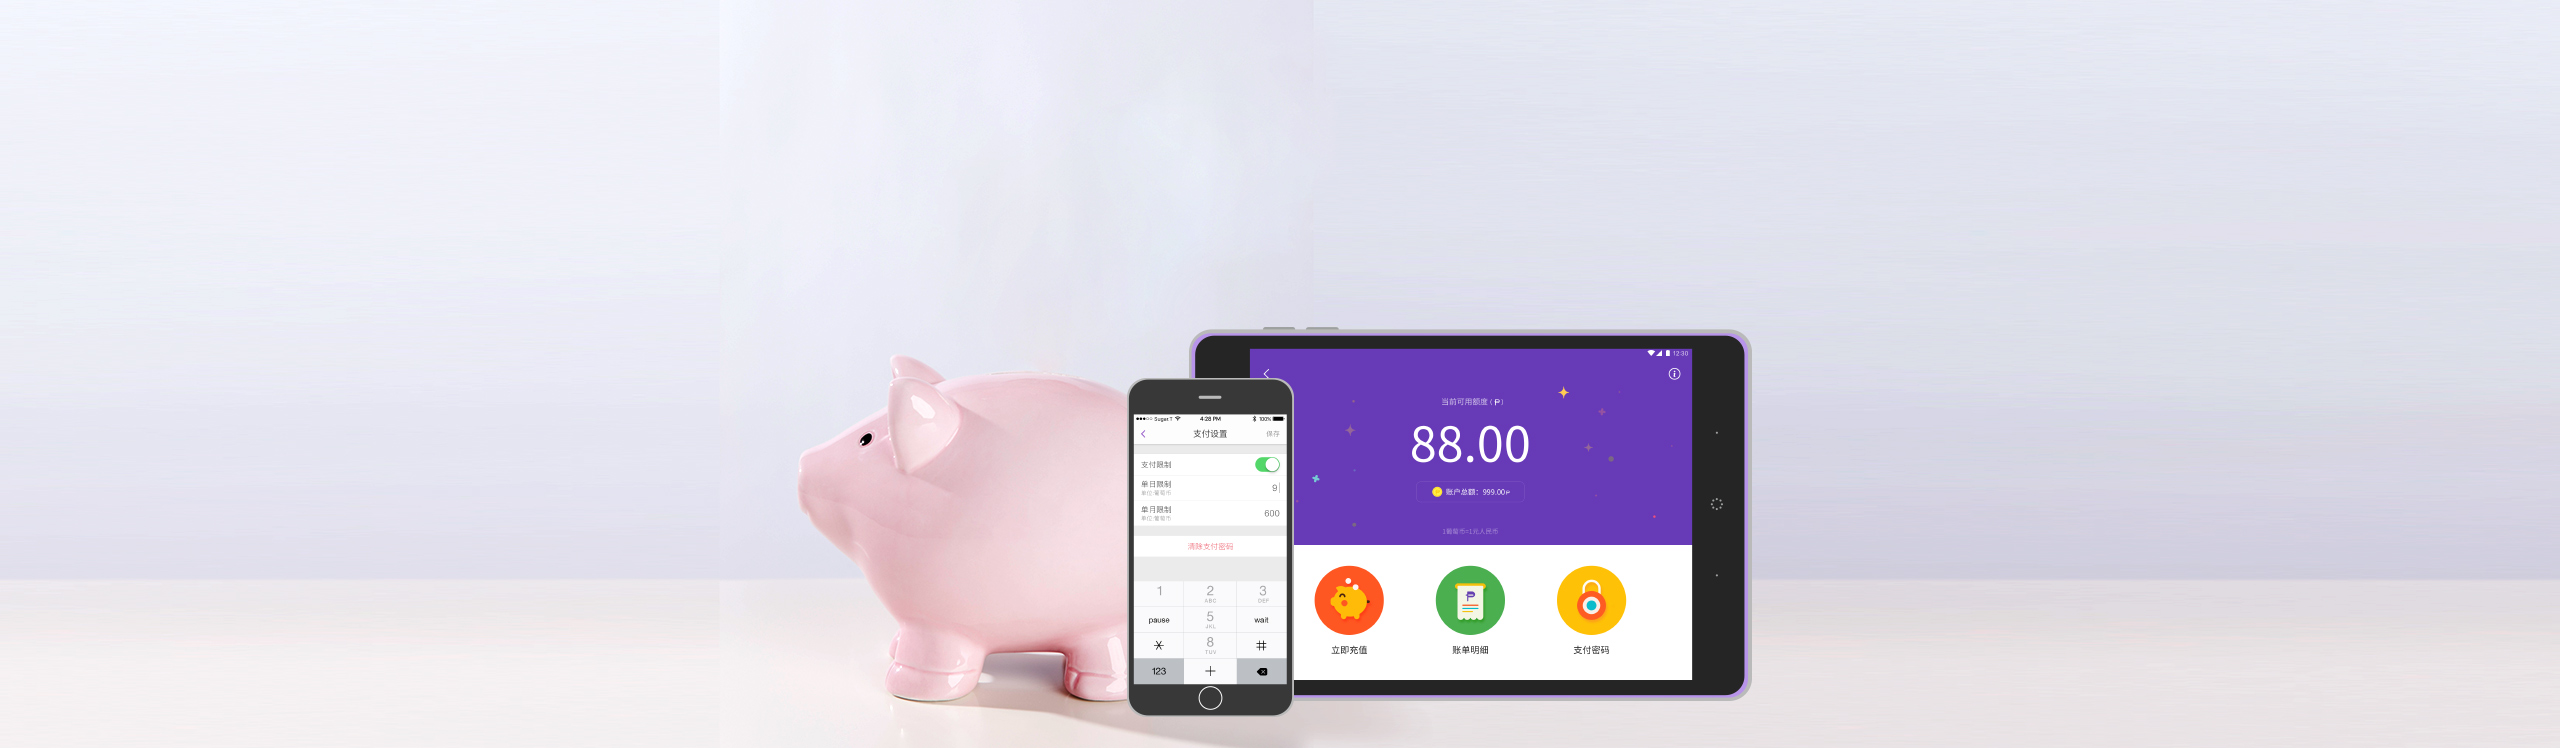 Sugar T
4:28 PM
100%
支付设置
保存
支付限制
单日限制
单位:葡萄币
9
单月限制
单位:葡萄币
600
清除支付密码
1
2
ABC
3
DEF
pause
5
JKL
wait
8
TUV
#
123
+
12:30
当前可用额度（P）
88.00
账户总额：999.00P
1葡萄币=1元人民币
立即充值
账单明细
支付密码